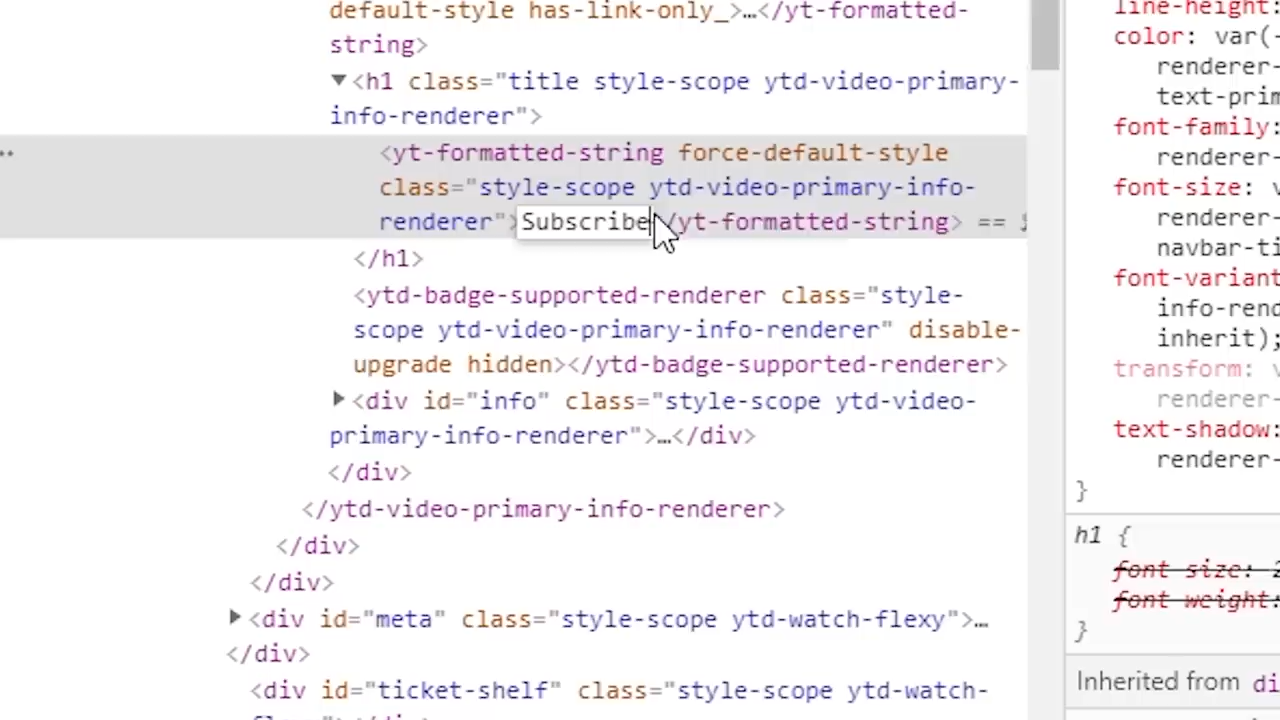 default-style has-link-only_>…</yt-formatted-
string>
▼<h1 class="title style-scope ytd-video-primary-
info-renderer">
<yt-formatted-string force-default-style
class="style-scope ytd-video-primary-info-
renderer">Subscribe</yt-formatted-string> ==
</h1>
<ytd-badge-supported-renderer class="style-
scope ytd-video-primary-info-renderer" disable-
upgrade hidden></ytd-badge-supported-renderer>
▶<div id="info" class="style-scope ytd-video-
primary-info-renderer">…</div>
</div>
</ytd-video-primary-info-renderer>
</div>
</div>
▶<div id="meta" class="style-scope ytd-watch-flexy">…
</div>
<div id="ticket-shelf" class="style-scope ytd-watch-
line-height:
color: var(-
renderer-
text-prim
font-family:
renderer-
font-size: v
renderer-
navbar-ti
font-variant
info-rend
inherit);
transform: v
renderer-
text-shadow:
renderer-
}
h1 {
font-size: 2
font-weight:
}
Inherited from di